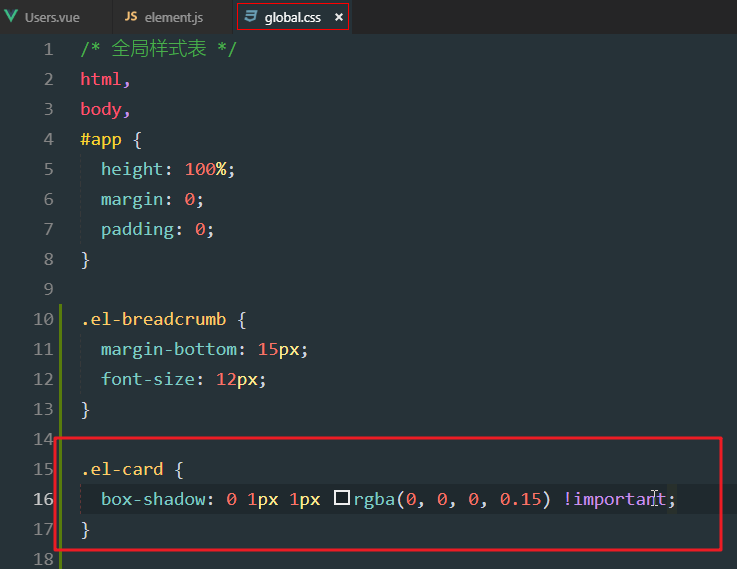 Users.vue JS element.js global.css ×
1 /* 全局样式表 */
2 html,
3 body,
4 #app {
5 height: 100%;
6 margin: 0;
7 padding: 0;
8 }
9
10 .el-breadcrumb {
11 margin-bottom: 15px;
12 font-size: 12px;
13 }
14
15 .el-card {
16 box-shadow: 0 1px 1px rgba(0, 0, 0, 0.15) !important;
17 }
18